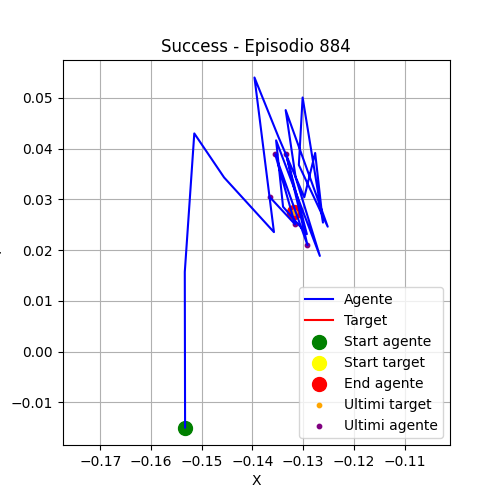 Success - Episodio 884
0.05
0.04
0.03
0.02
0.01
0.00
−0.01
−0.17 −0.16 −0.15 −0.14 −0.13 −0.12 −0.11
X
Agente
Target
Start agente
Start target
End agente
Ultimi target
Ultimi agente